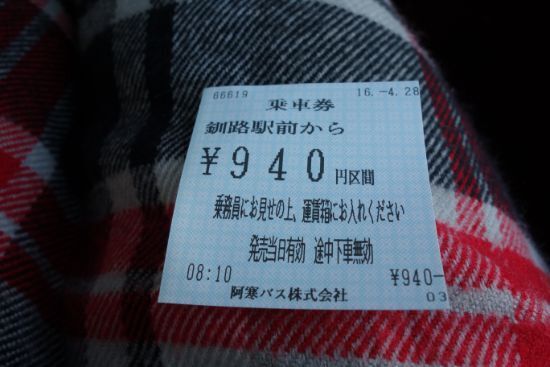 66619 16.-4.28
乗車券
釧路駅前から
¥940円区間
乗務員にお見せの上、運賃箱にお入れください
発売当日有効 途中下車無効
08:10 ¥940-
阿寒バス株式会社 03